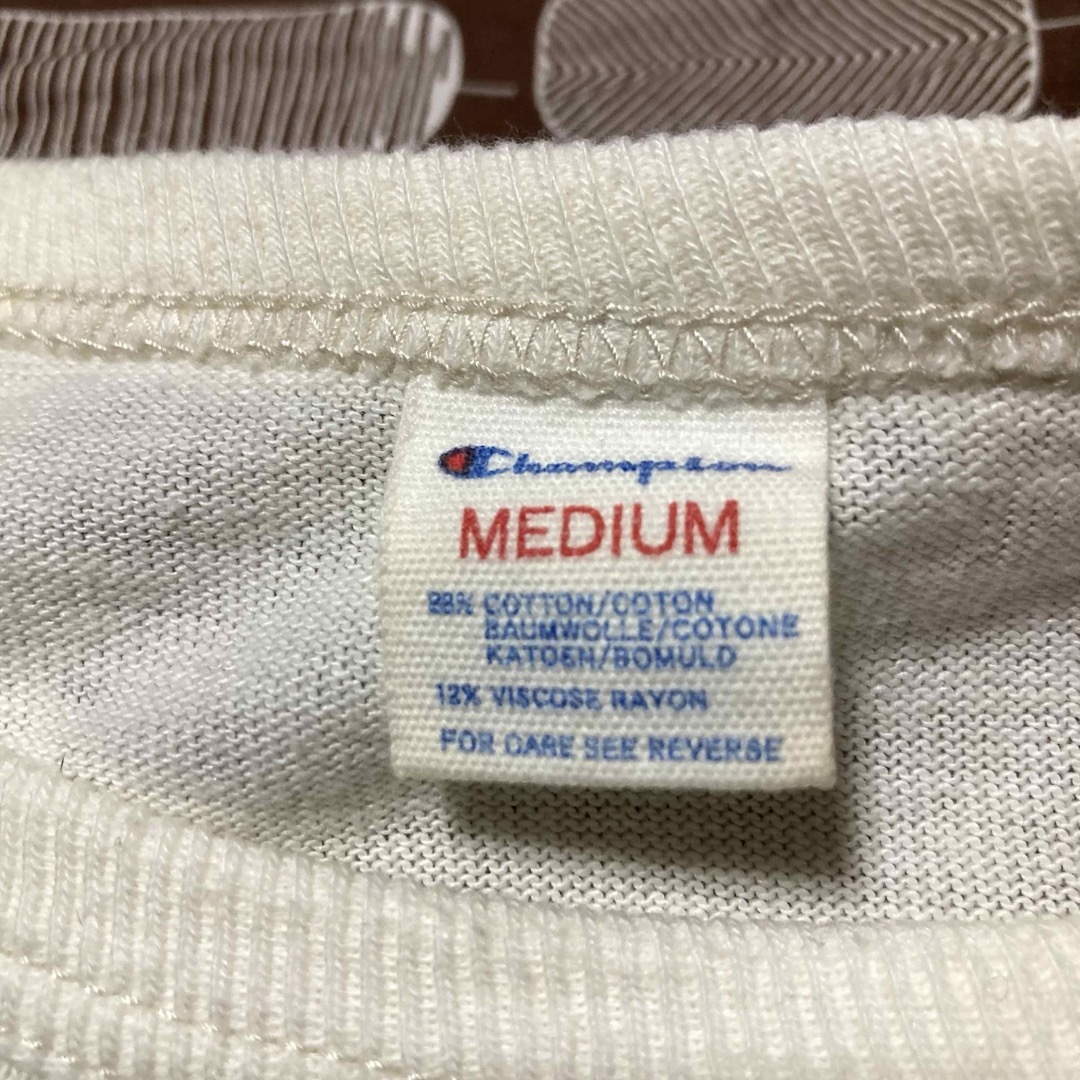 Champion
MEDIUM
88% COTTON/COTON
BAUMWOLLE/COTONE
KATOEN/BOMULD
12% VISCOSE RAYON
FOR CARE SEE REVERSE